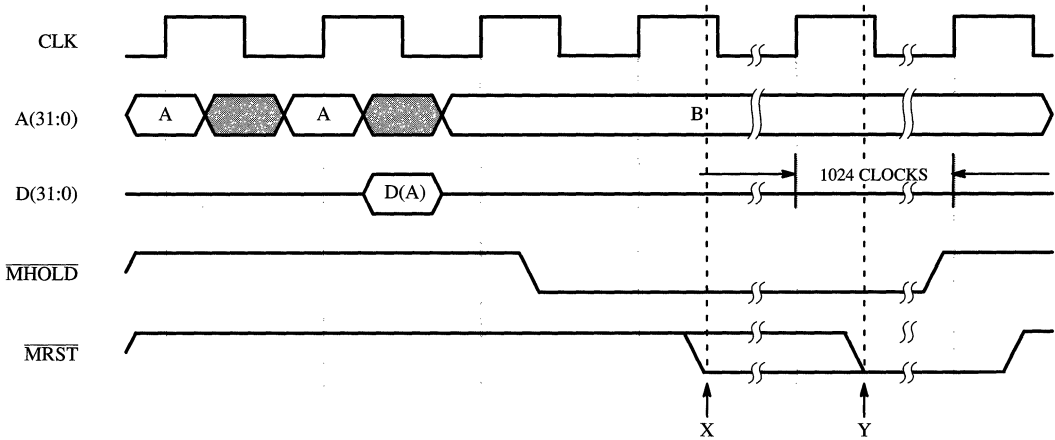 CLK
A(31:0)
A
A
B
D(31:0)
D(A)
1024 CLOCKS
MHOLD
MRST
X
Y